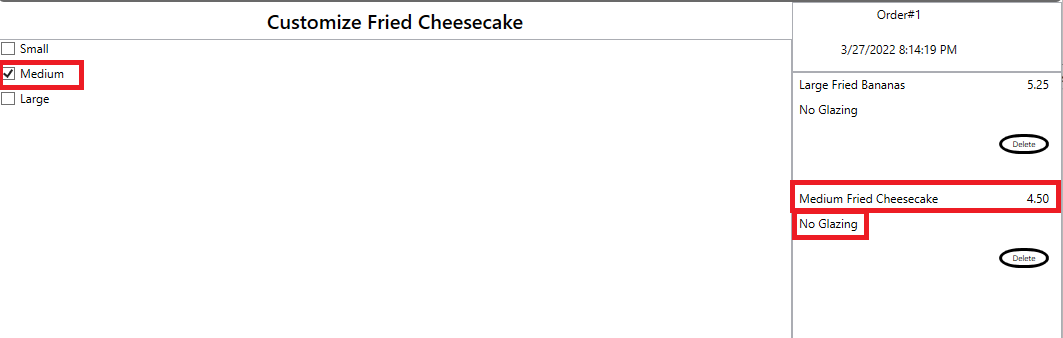 Customize Fried Cheesecake
Small
Medium
Large
Order#1
3/27/2022 8:14:19 PM
Large Fried Bananas 5.25
No Glazing
Delete
Medium Fried Cheesecake 4.50
No Glazing
Delete